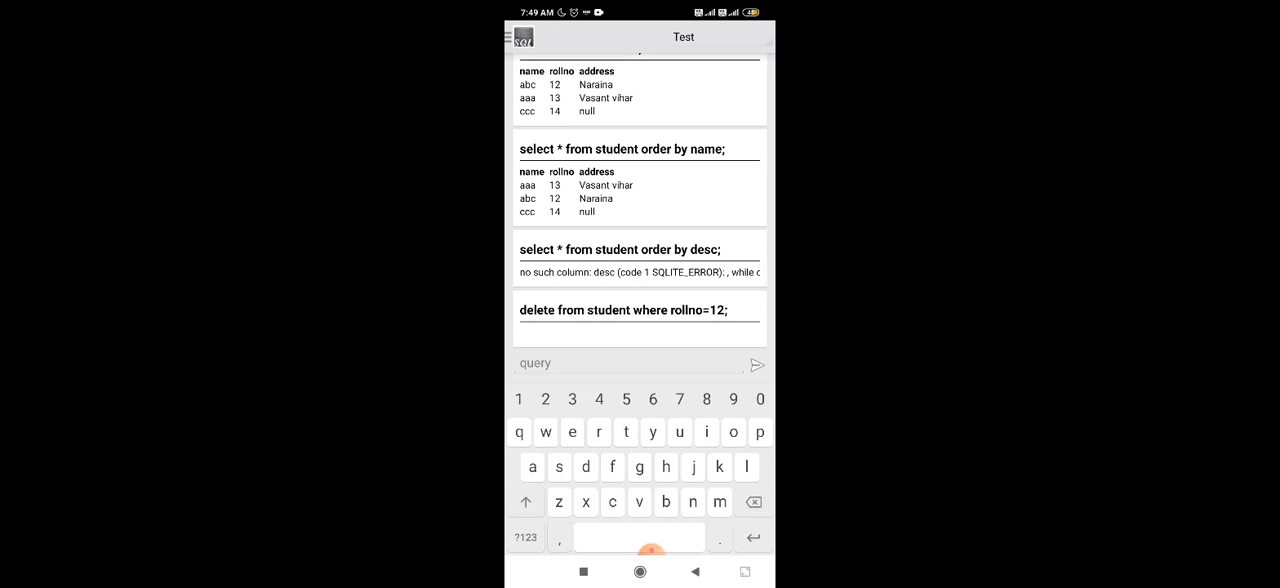 7:49 AM
48
sql
Test
name rollno address
abc 12 Naraina
aaa 13 Vasant vihar
ccc 14 null
select * from student order by name;
name rollno address
aaa 13 Vasant vihar
abc 12 Naraina
ccc 14 null
select * from student order by desc;
no such column: desc (code 1 SQLITE_ERROR): , while c
delete from student where rollno=12;
query
1 2 3 4 5 6 7 8 9 0
q w e r t y u i o p
a s d f g h j k l
z x c v b n m
?123 , .